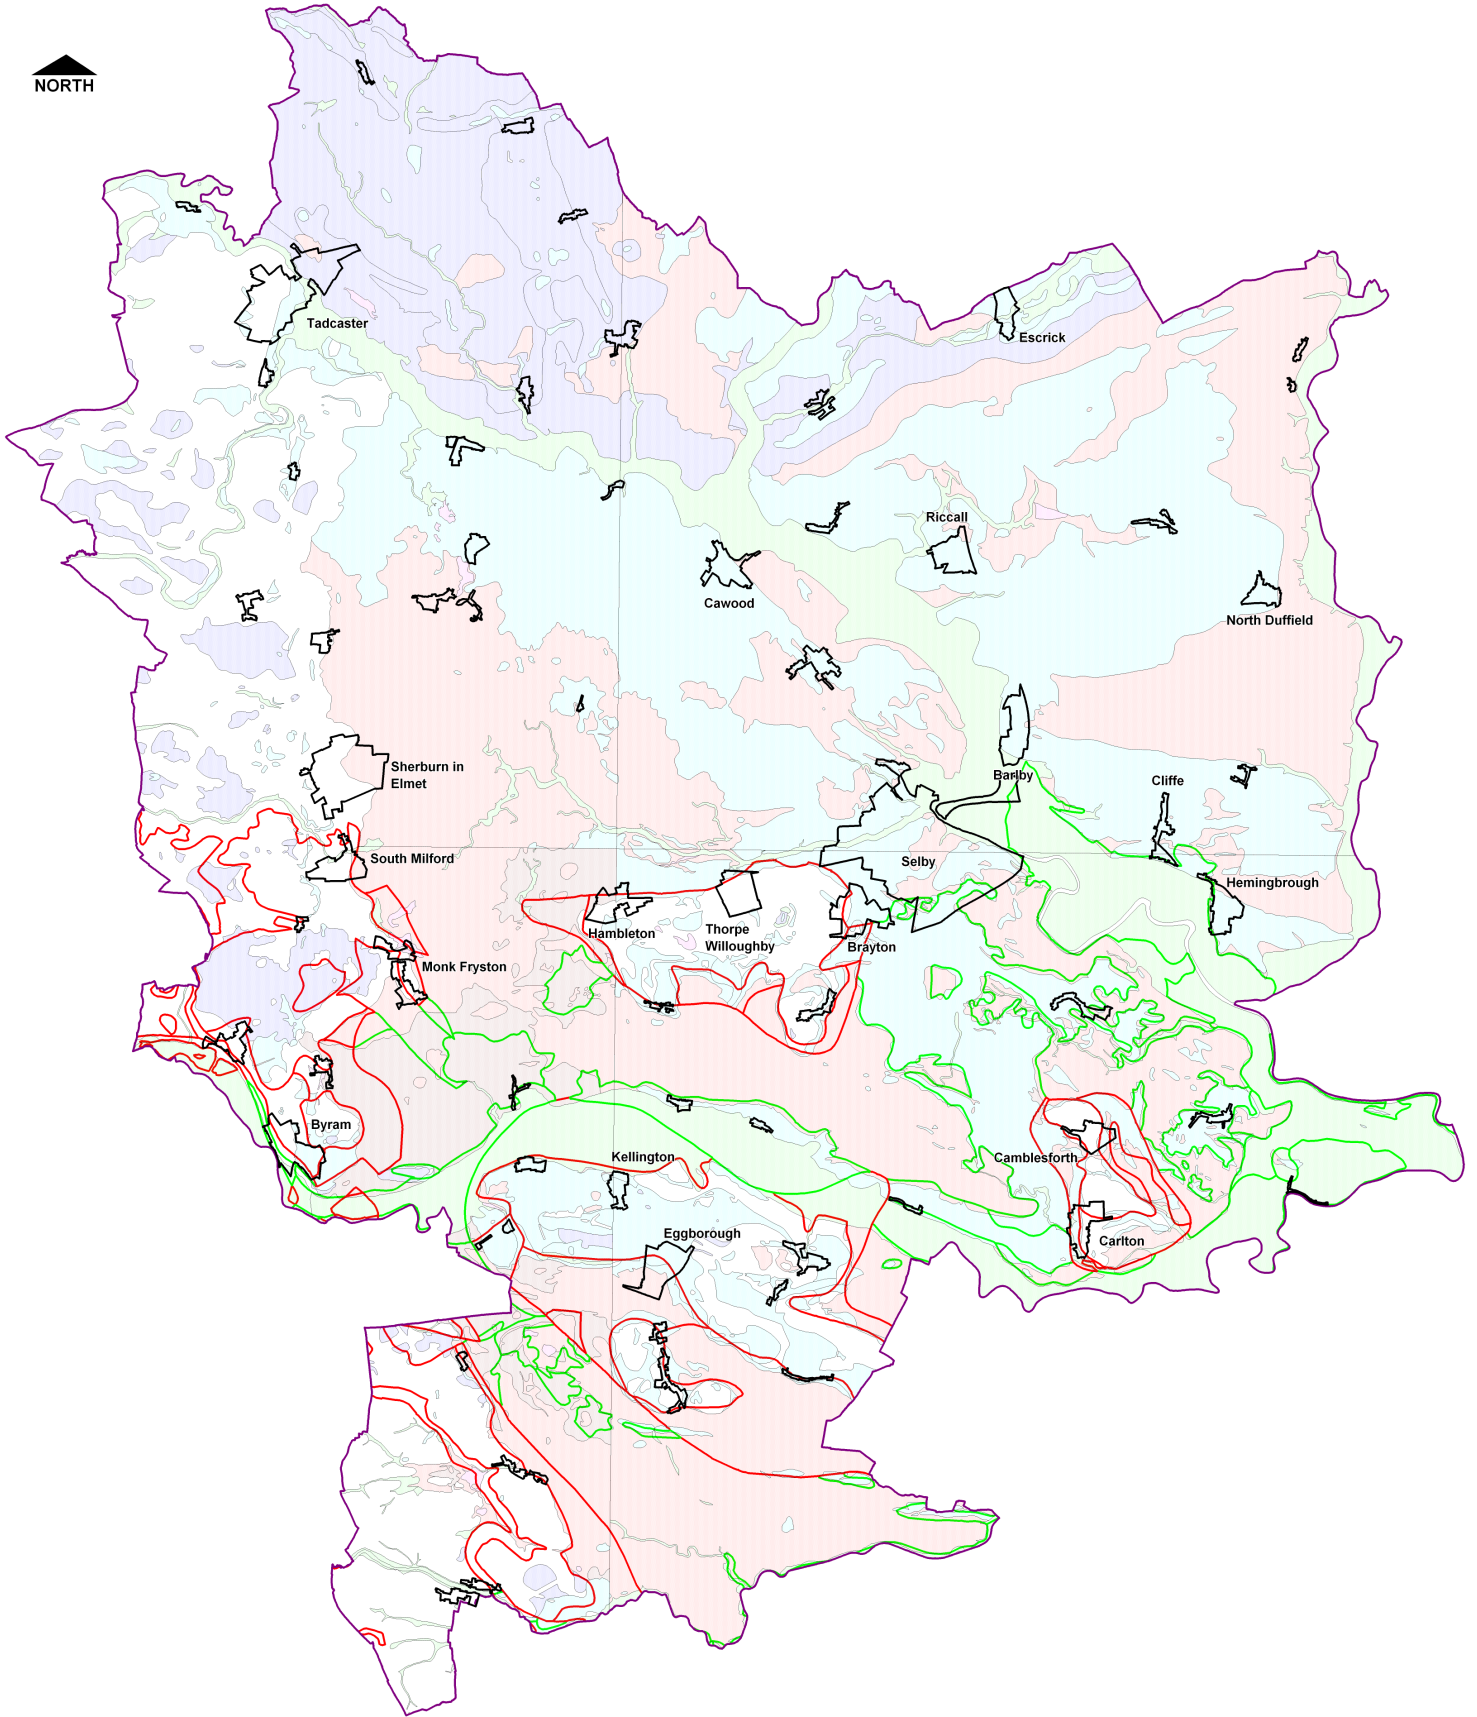 NORTH
Tadcaster
Escrick
Riccall
Cawood
North Duffield
Sherburn in
Elmet
Barlby
Cliffe
South Milford
Selby
Hemingbrough
Hambleton
Thorpe
Willoughby
Brayton
Monk Fryston
Byram
Kellington
Camblesforth
Eggborough
Carlton